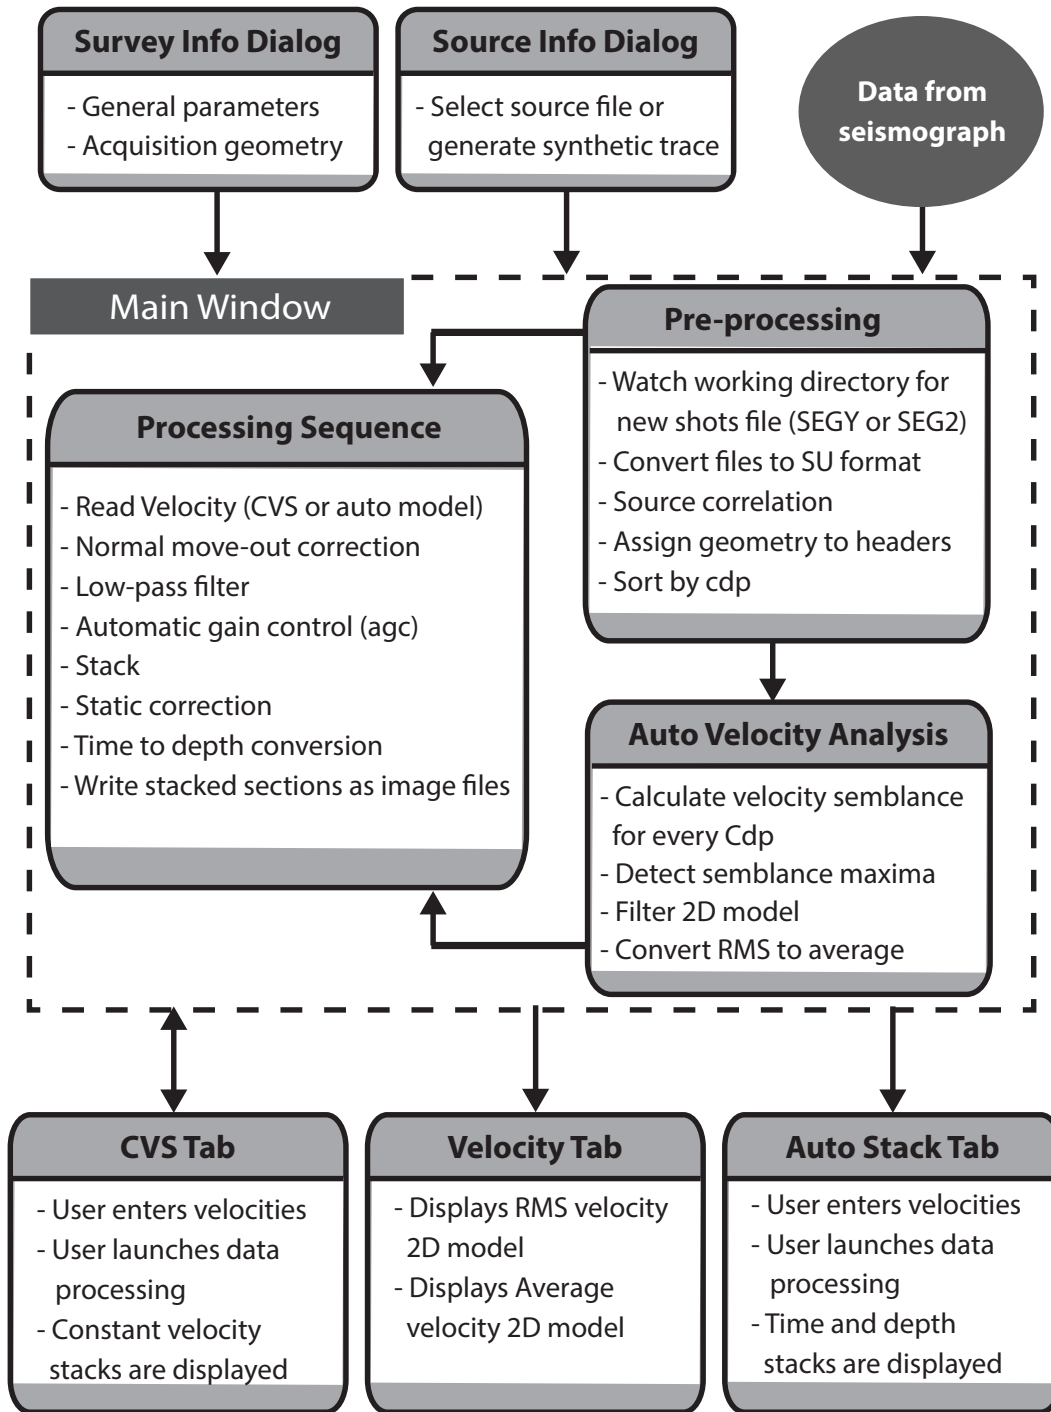 Survey Info Dialog
- General parameters
- Acquisition geometry
Source Info Dialog
- Select source file or
generate synthetic trace
Data from
seismograph
Main Window
Pre-processing
- Watch working directory for
new shots file (SEGY or SEG2)
- Convert files to SU format
- Source correlation
- Assign geometry to headers
- Sort by cdp
Processing Sequence
- Read Velocity (CVS or auto model)
- Normal move-out correction
- Low-pass filter
- Automatic gain control (agc)
- Stack
- Static correction
- Time to depth conversion
- Write stacked sections as image files
Auto Velocity Analysis
- Calculate velocity semblance
for every Cdp
- Detect semblance maxima
- Filter 2D model
- Convert RMS to average
CVS Tab
- User enters velocities
- User launches data
processing
- Constant velocity
stacks are displayed
Velocity Tab
- Displays RMS velocity
2D model
- Displays Average
velocity 2D model
Auto Stack Tab
- User enters velocities
- User launches data
processing
- Time and depth
stacks are displayed